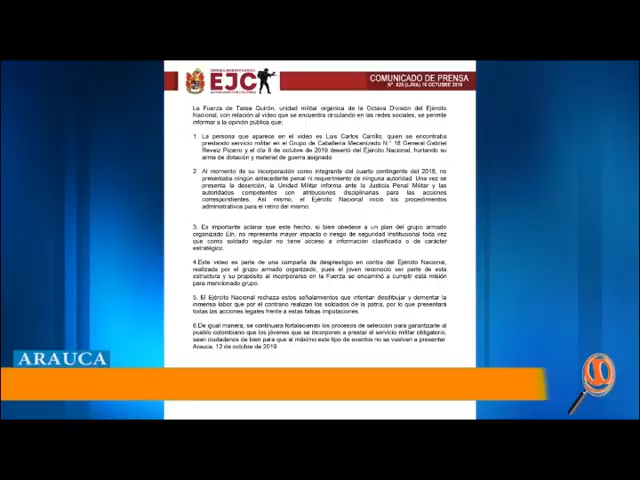 EJC
COMUNICADO DE PRENSA
La Fuerza de Tarea Quirón, unidad militar orgánica de la Octava División del Ejército
Nacional, con relación al video que se encuentra circulando en las redes sociales, se permite
informar a la opinión pública que:
1. La persona que aparece en el video es Luis Carlos Carrillo, quien se encontraba
prestando servicio militar en el Grupo de Caballería Mecanizado N° 18 General Gabriel
Reveiz Pizarro y el día 9 de octubre de 2019 desertó del Ejército Nacional, hurtando su
arma de dotación y material de guerra asignado
2. Al momento de su incorporación como integrante del cuarto contingente del 2018, no
presentaba ningún antecedente penal ni requerimiento de ninguna autoridad. Una vez se
presenta la deserción, la Unidad Militar informa ante la Justicia Penal Militar y las
autoridades competentes con atribuciones disciplinarias para las acciones
correspondientes. Así mismo, el Ejército Nacional inició los procedimientos
administrativos para el retiro del mismo.
3. Es importante aclarar que este hecho, si bien obedece a un plan del grupo armado
organizado Eln, no representa mayor impacto o riesgo de seguridad institucional toda vez
que como soldado regular no tiene acceso a información clasificada o de carácter
estratégico.
4.Este video es parte de una campaña de desprestigio en contra del Ejército Nacional,
realizada por el grupo armado organizado, pues el joven reconoció ser parte de esta
estructura y su propósito al incorporarse en la Fuerza se encaminó a cumplir está misión
para mencionado grupo.
5. El Ejército Nacional rechaza estos señalamientos que intentan desdibujar y demeritar la
inmensa labor que por el contrario realizan los soldados de la patria, por lo que presentará
todas las acciones legales frente a estas falsas imputaciones.
6.De igual manera, se continuara fortaleciendo los procesos de selección para garantizarle al
pueblo colombiano que los jóvenes que se incorporen a prestar el servicio militar obligatorio,
sean ciudadanos de bien para que al máximo este tipo de eventos no se vuelvan a presentar.
Arauca, 12 de octubre de 2019
ARAUCA